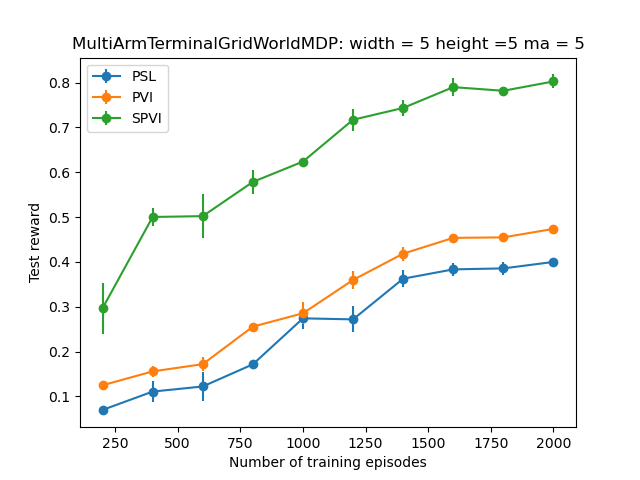 MultiArmTerminalGridWorldMDP: width = 5 height =5 ma = 5
PSL
PVI
SPVI
0.8
0.7
0.6
0.5
0.4
0.3
0.2
0.1
Test reward
250 500 750 1000 1250 1500 1750 2000
Number of training episodes